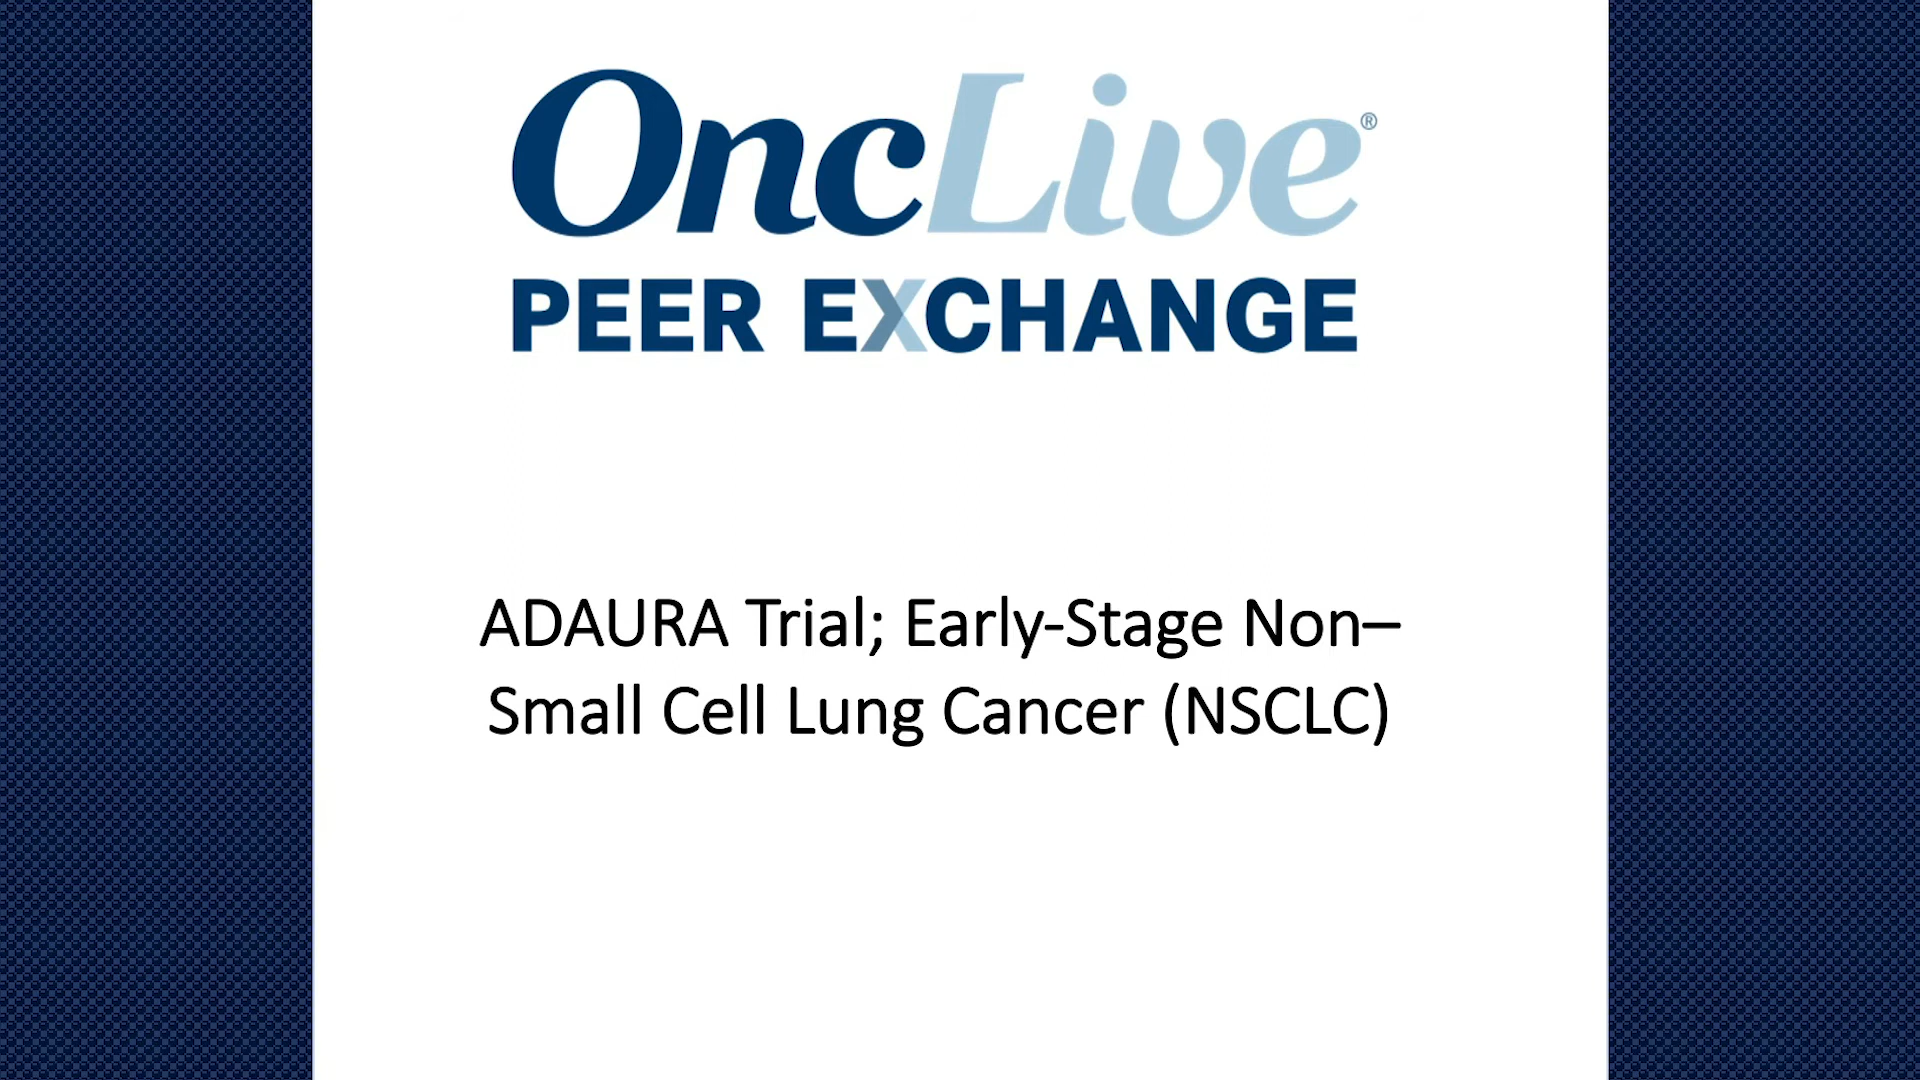 OncLive®
PEER EXCHANGE
ADAURA Trial; Early-Stage Non–
Small Cell Lung Cancer (NSCLC)